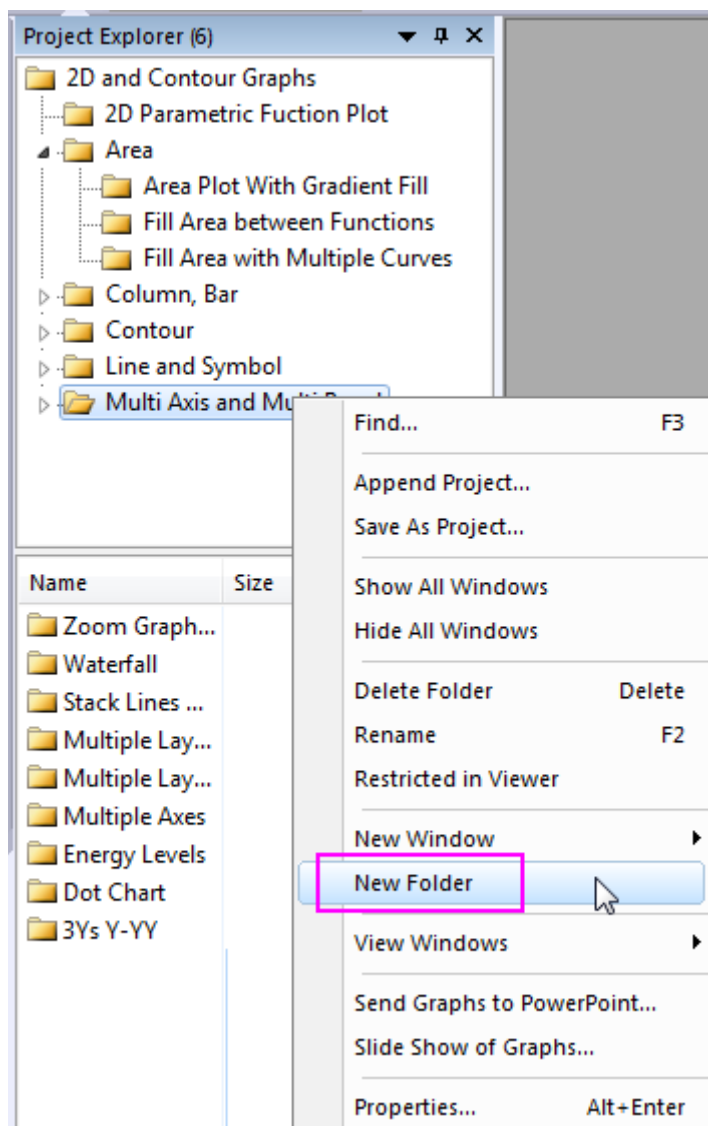 Project Explorer (6)
2D and Contour Graphs
2D Parametric Fuction Plot
Area
Area Plot With Gradient Fill
Fill Area between Functions
Fill Area with Multiple Curves
Column, Bar
Contour
Line and Symbol
Multi Axis and
Find... F3
Append Project...
Save As Project...
Show All Windows
Hide All Windows
Delete Folder Delete
Rename F2
Restricted in Viewer
New Window
New Folder
View Windows
Send Graphs to PowerPoint...
Slide Show of Graphs...
Properties... Alt+Enter
Name Size
Zoom Graph...
Waterfall
Stack Lines ...
Multiple Lay...
Multiple Lay...
Multiple Axes
Energy Levels
Dot Chart
3Ys Y-YY